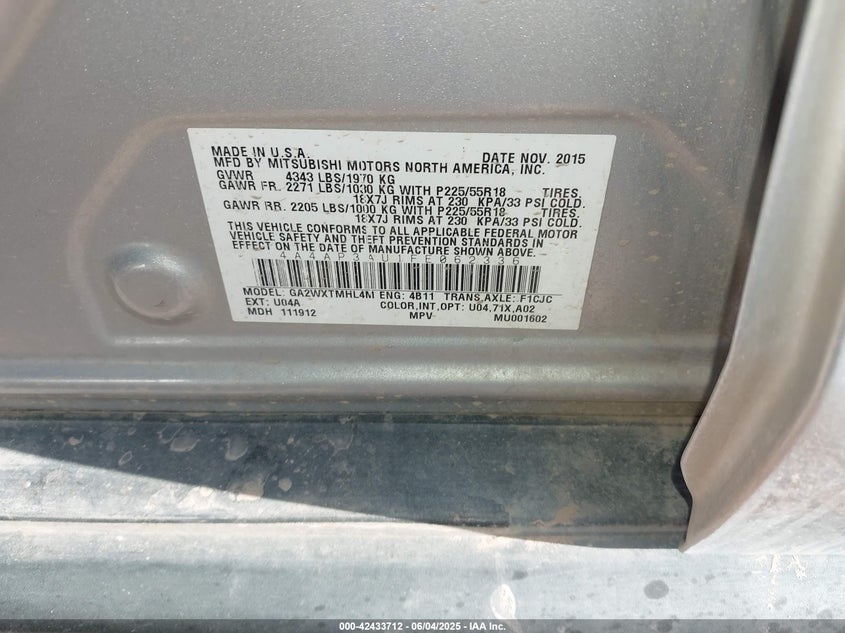 MADE IN U.S.A. DATE NOV. 2015
MFD BY MITSUBISHI MOTORS NORTH AMERICA, INC.
GVWR 4343 LBS/1970 KG
GAWR FR. 2271 LBS/1030 KG WITH P225/55R18 TIRES,
18X7J RIMS AT 230 KPA/33 PSI COLD.
GAWR RR. 2205 LBS/1000 KG WITH P225/55R18 TIRES,
18X7J RIMS AT 230 KPA/33 PSI COLD.
THIS VEHICLE CONFORMS TO ALL APPLICABLE FEDERAL MOTOR
VEHICLE SAFETY AND THEFT PREVENTION STANDARDS IN
EFFECT ON THE DATE OF MANUFACTURE SHOWN ABOVE.
4A4AP3AU1FE062336
MODEL: GA2WXTMHL4M ENG: 4B11 TRANS,AXLE: F1CJC
EXT: U04A COLOR,INT,OPT: U04,71X,A02
MDH 111912 MPV MU001602
000-42433712 - 06/04/2025 - IAA Inc.